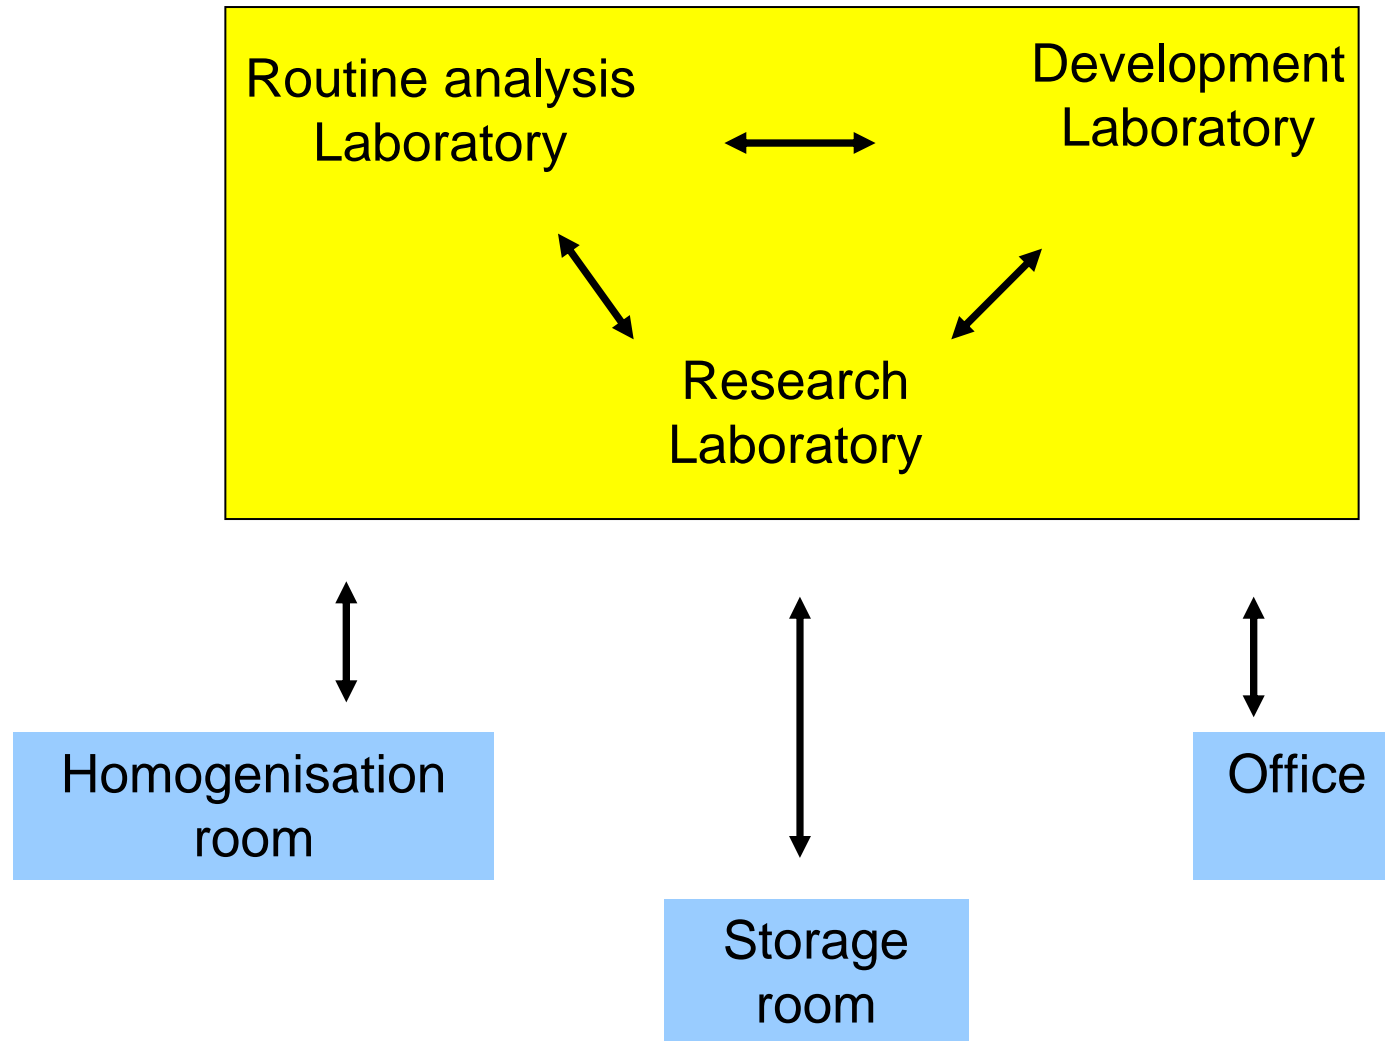 Routine analysis
Laboratory
Development
Laboratory
Research
Laboratory
Homogenisation
room
Office
Storage
room